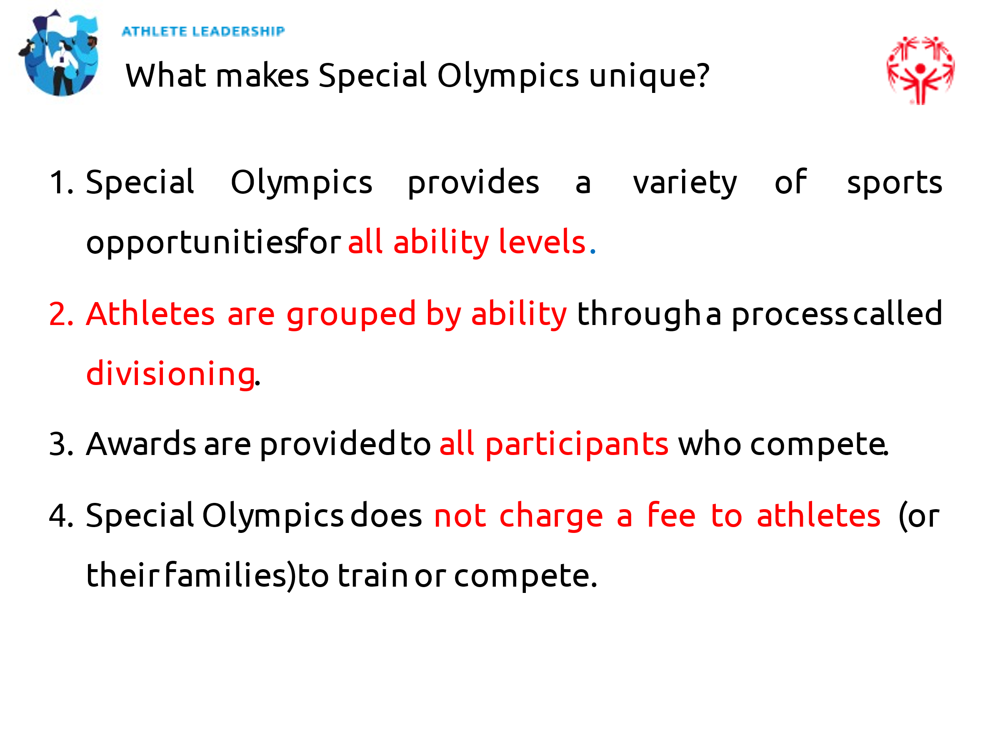 ATHLETE LEADERSHIP
What makes Special Olympics unique?
1. Special Olympics provides a variety of sports
opportunities for all ability levels.
2. Athletes are grouped by ability through a process called
divisioning.
3. Awards are provided to all participants who compete.
4. Special Olympics does not charge a fee to athletes (or
their families) to train or compete.